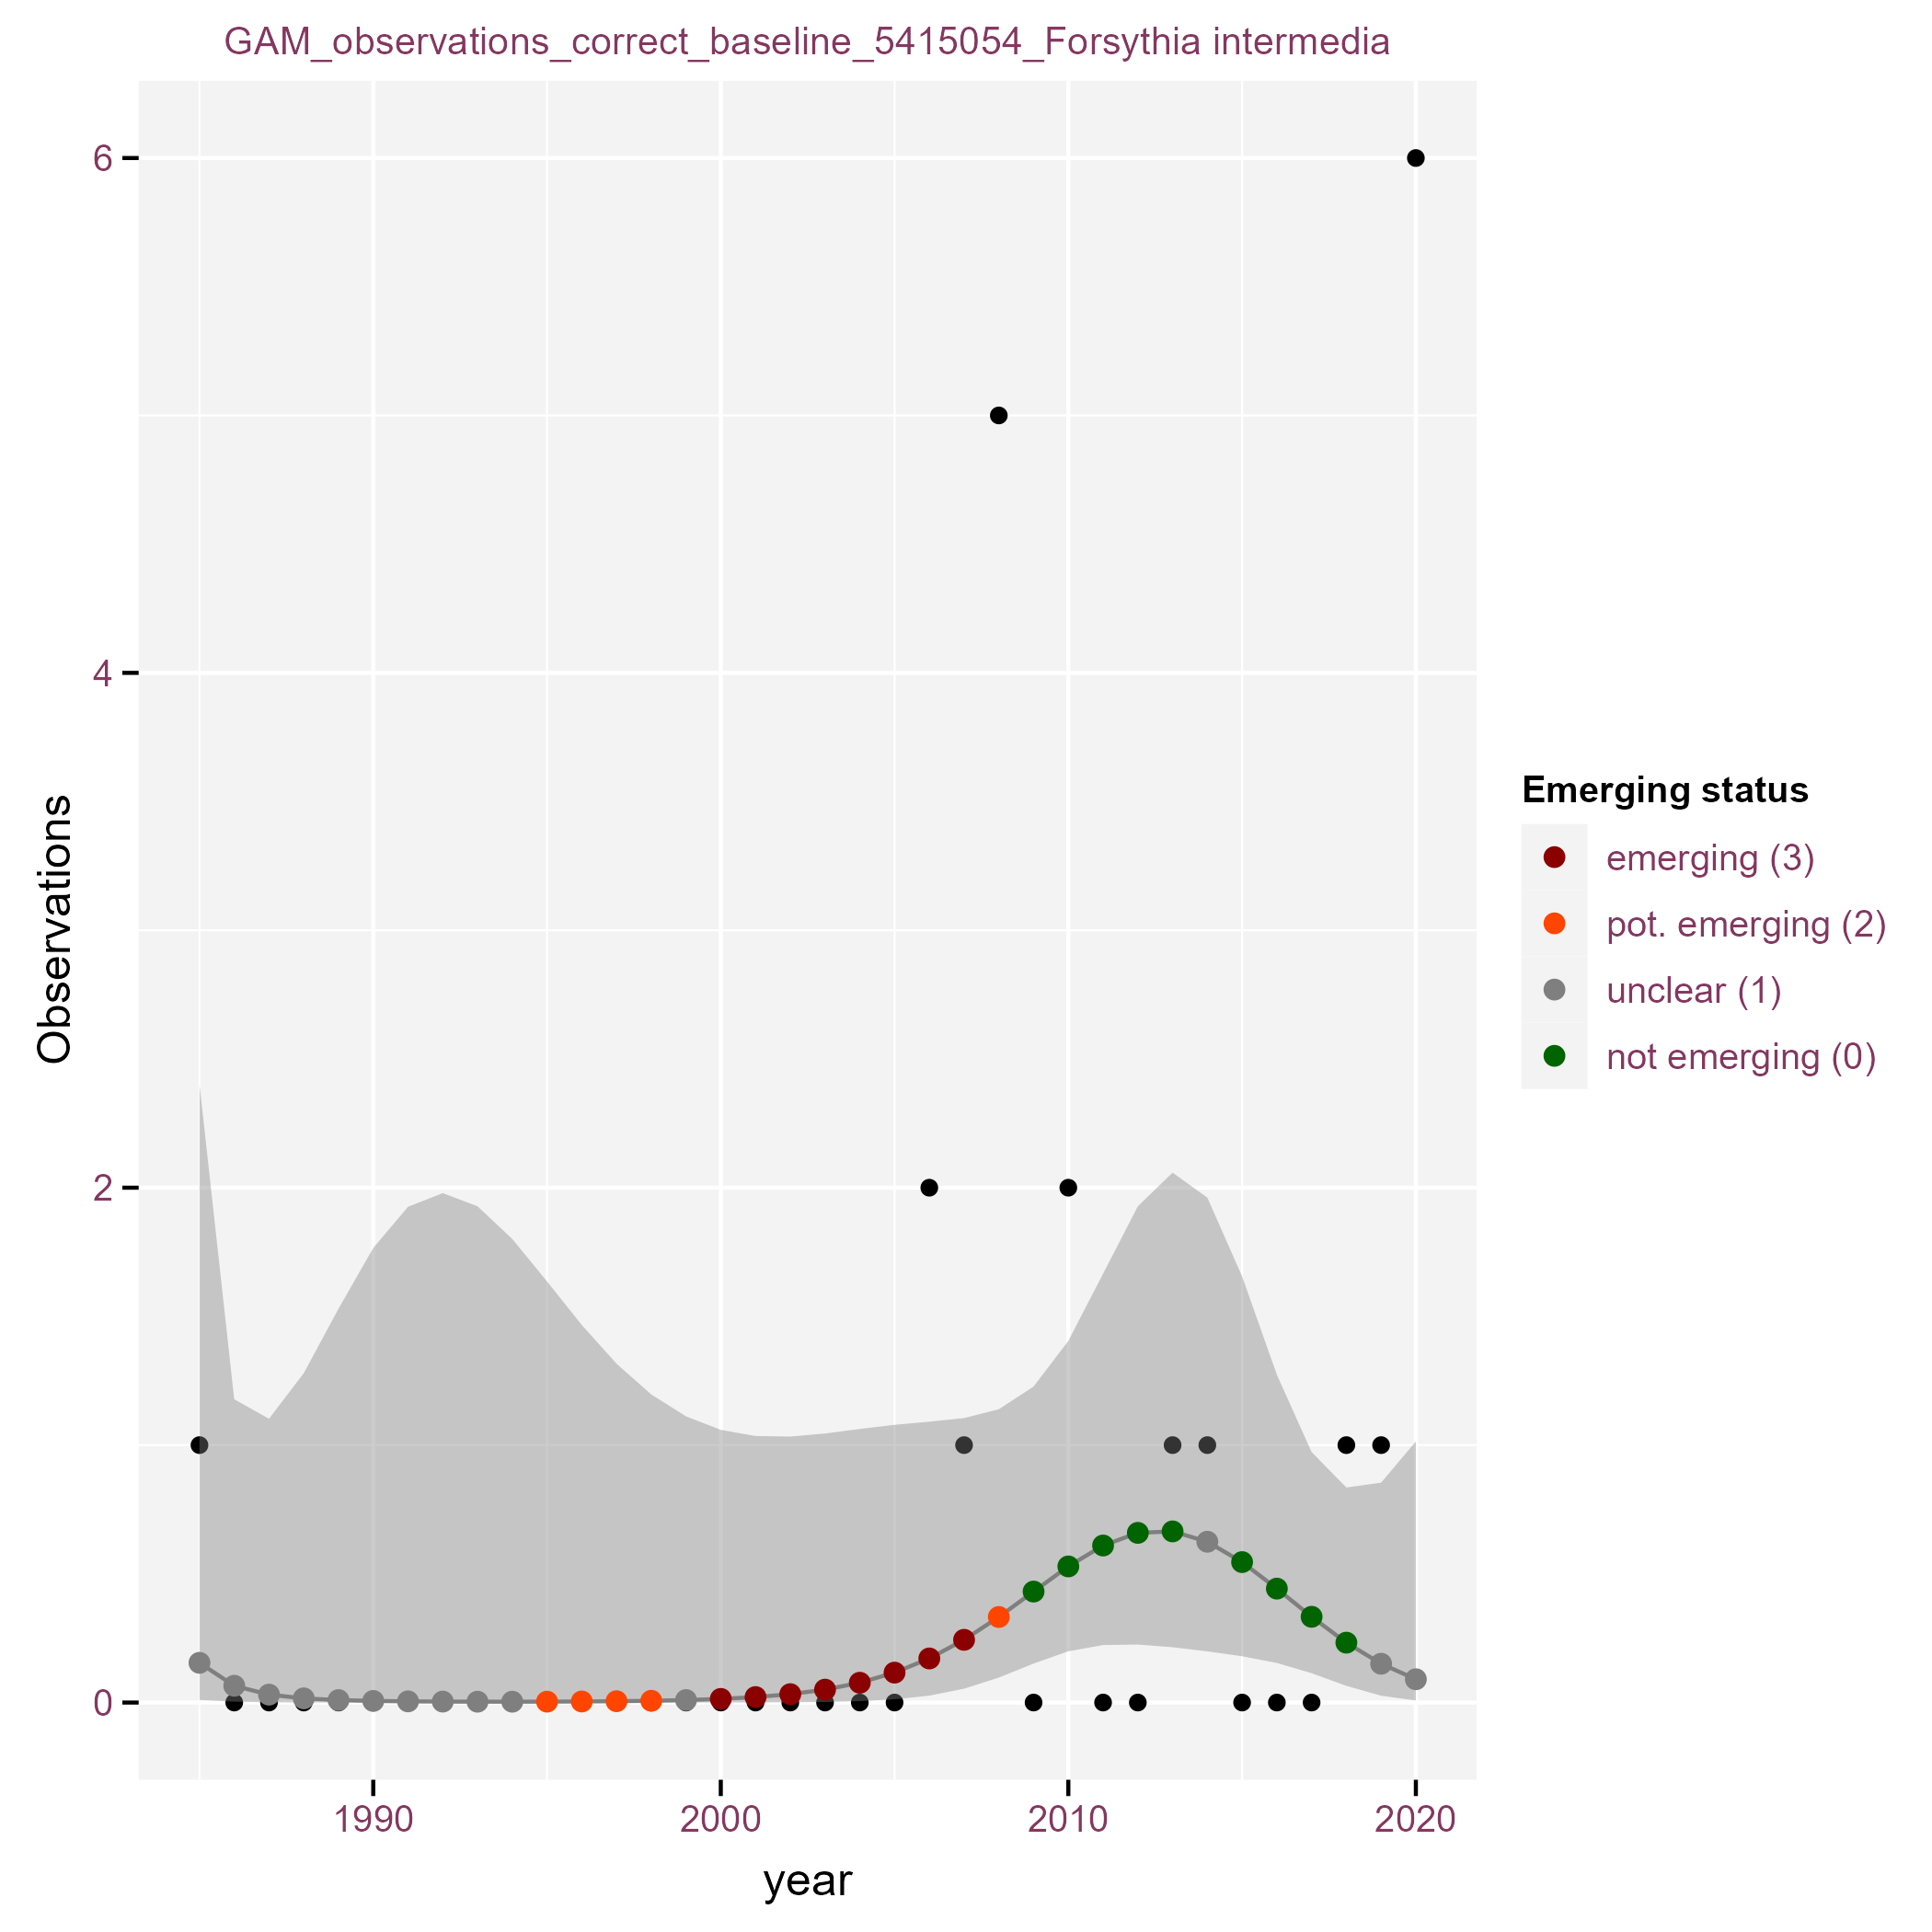 GAM_observations_correct_baseline_5415054_Forsythia intermedia
6
4
2
0
Observations
1990
2000
2010
2020
year
Emerging status
emerging (3)
pot. emerging (2)
unclear (1)
not emerging (0)